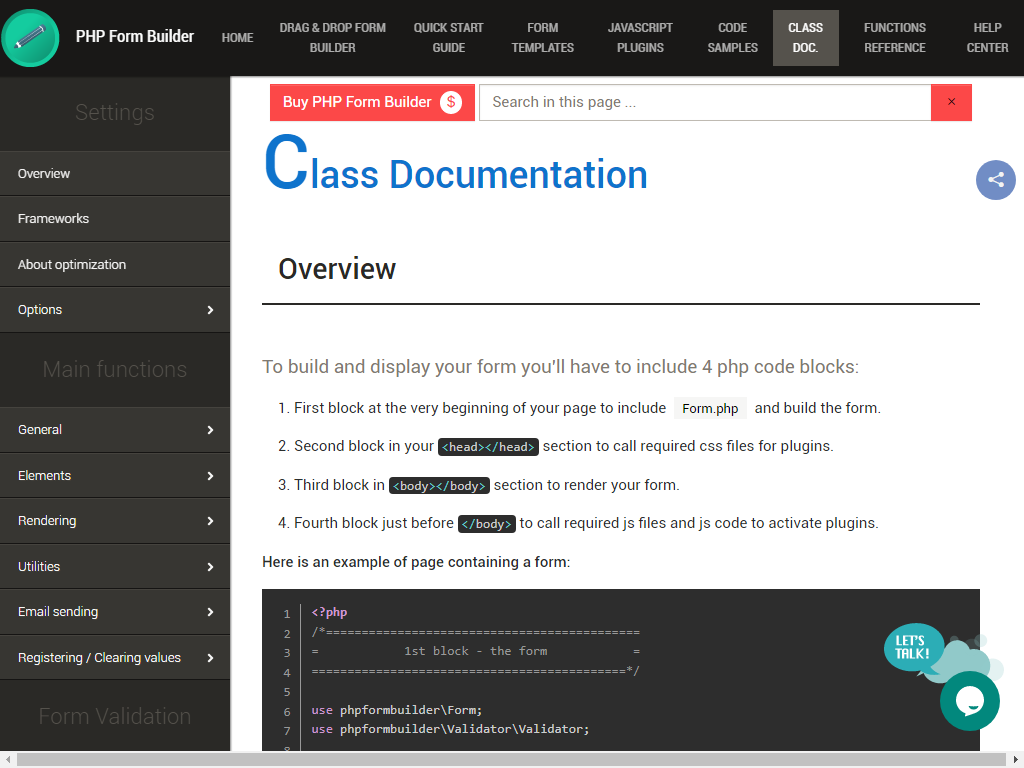 PHP Form Builder
HOME
DRAG & DROP FORM
BUILDER
QUICK START
GUIDE
FORM
TEMPLATES
JAVASCRIPT
PLUGINS
CODE
SAMPLES
CLASS
DOC.
FUNCTIONS
REFERENCE
HELP
CENTER
Settings
Overview
Frameworks
About optimization
Options
Main functions
General
Elements
Rendering
Utilities
Email sending
Registering / Clearing values
Form Validation
Buy PHP Form Builder $
Search in this page ...
×
Class Documentation
Overview
To build and display your form you'll have to include 4 php code blocks:
1. First block at the very beginning of your page to include Form.php and build the form.
2. Second block in your <head></head> section to call required css files for plugins.
3. Third block in <body></body> section to render your form.
4. Fourth block just before </body> to call required js files and js code to activate plugins.
Here is an example of page containing a form:
1 <?php
2 /*============================================
3 = 1st block - the form =
4 ============================================*/
5
6 use phpformbuilder\Form;
7 use phpformbuilder\Validator\Validator;
8
LET'S
TALK!